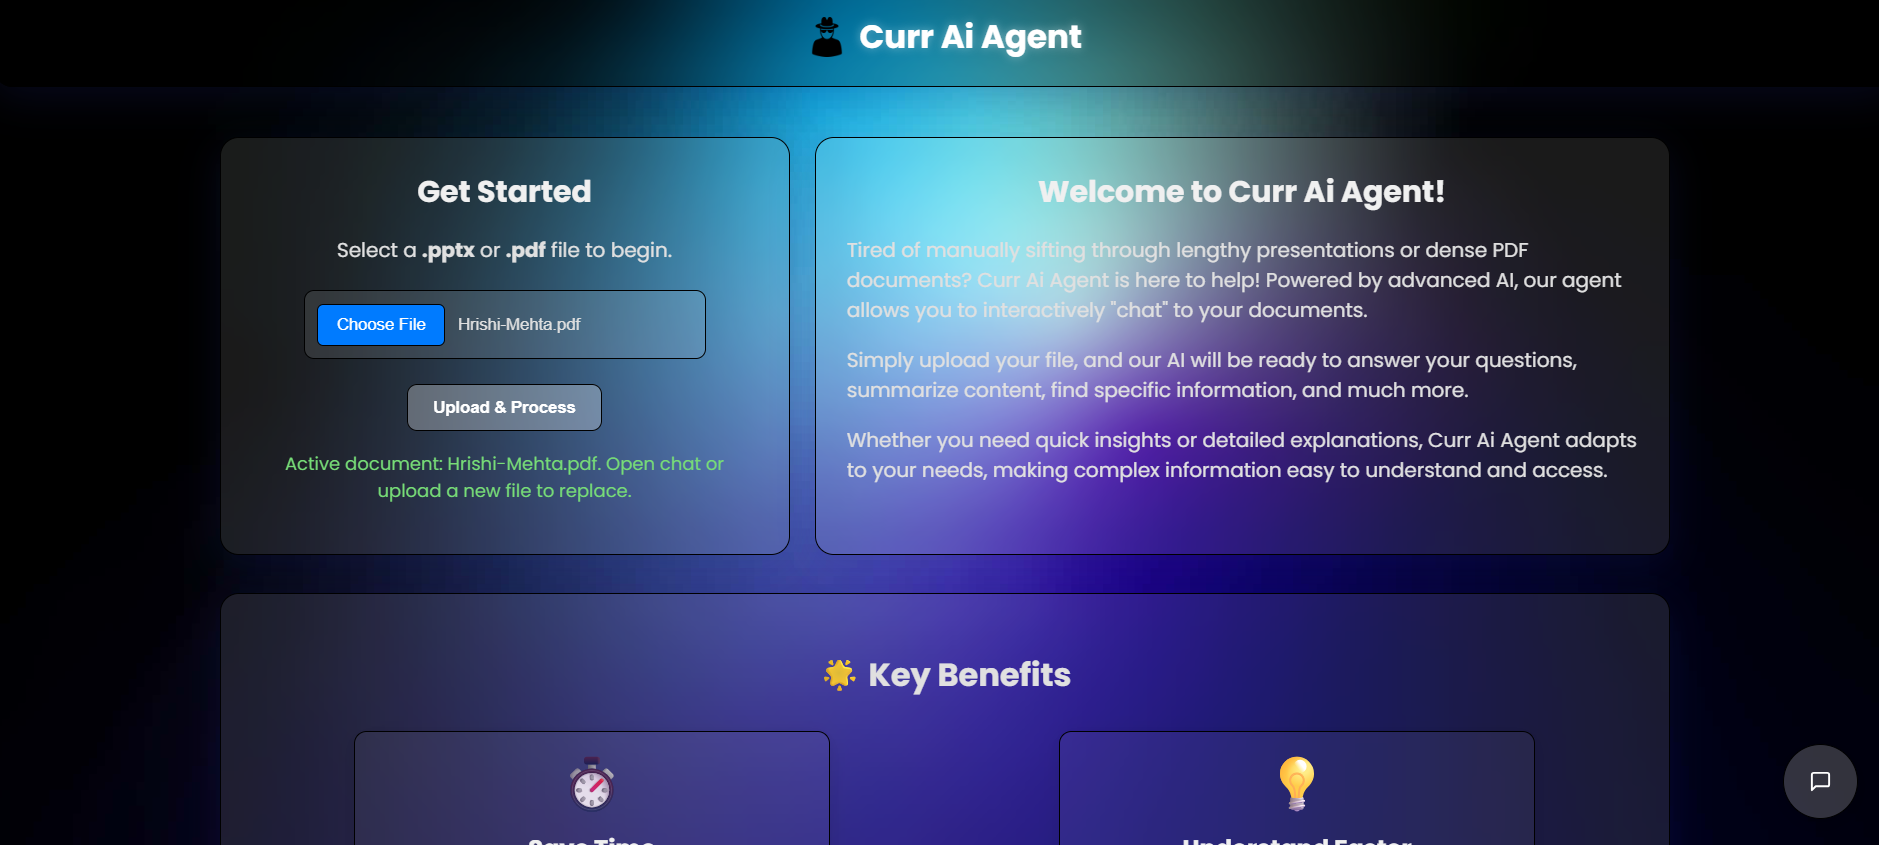 Curr Ai Agent
Get Started
Select a .pptx or .pdf file to begin.
Choose File Hrishi-Mehta.pdf
Upload & Process
Active document: Hrishi-Mehta.pdf. Open chat or
upload a new file to replace.
Welcome to Curr Ai Agent!
Tired of manually sifting through lengthy presentations or dense PDF
documents? Curr Ai Agent is here to help! Powered by advanced AI, our agent
allows you to interactively "chat" to your documents.
Simply upload your file, and our AI will be ready to answer your questions,
summarize content, find specific information, and much more.
Whether you need quick insights or detailed explanations, Curr Ai Agent adapts
to your needs, making complex information easy to understand and access.
Key Benefits
Save Time
Understand Faster